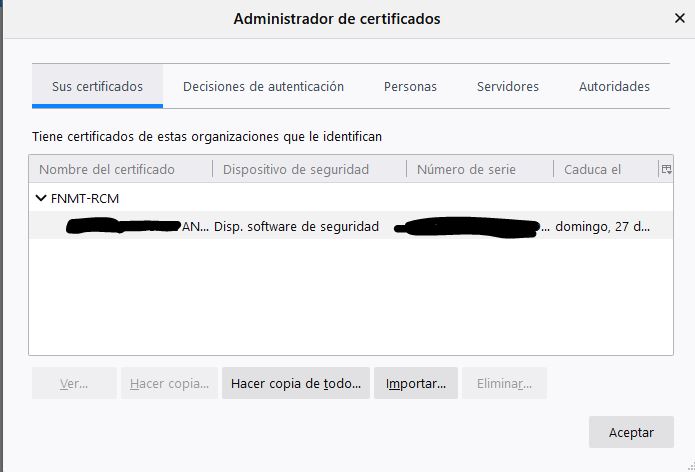 Administrador de certificados
Sus certificados Decisiones de autenticación Personas Servidores Autoridades
Tiene certificados de estas organizaciones que le identifican
Nombre del certificado Dispositivo de seguridad Número de serie Caduca el
FNMT-RCM
AN... Disp. software de seguridad ... domingo, 27 d...
Ver... Hacer copia... Hacer copia de todo... Importar... Eliminar...
Aceptar